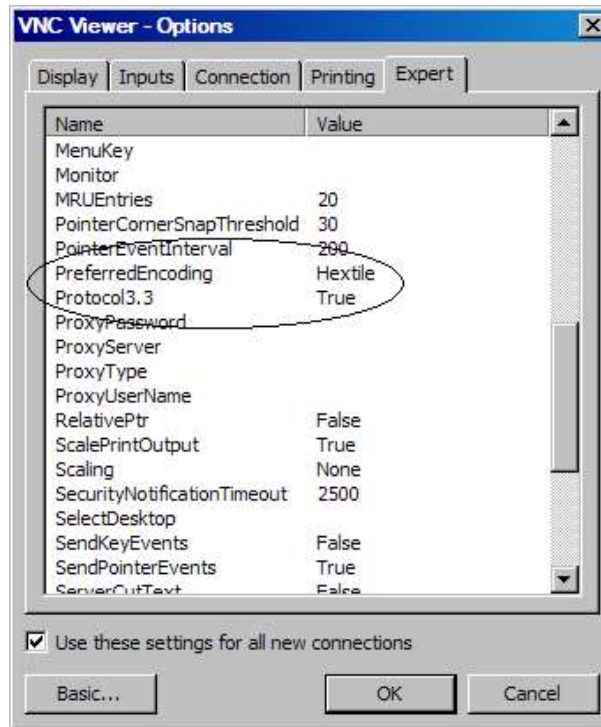 VNC Viewer - Options
Display Inputs Connection Printing Expert
Name Value
MenuKey
Monitor
MRUEntries 20
PointerCornerSnapThreshold 30
PointerEventInterval 200
PreferredEncoding Hextile
Protocol3.3 True
ProxyPassword
ProxyServer
ProxyType
ProxyUserName
RelativePtr False
ScalePrintOutput True
Scaling None
SecurityNotificationTimeout 2500
SelectDesktop
SendKeyEvents False
SendPointerEvents True
ServerCutText False
Use these settings for all new connections
Basic... OK Cancel